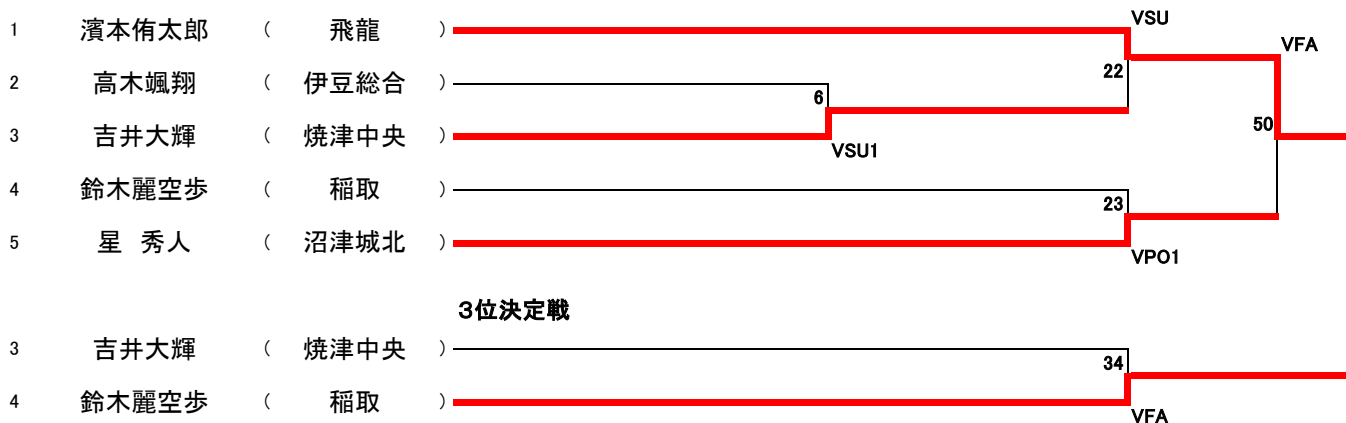 VSU
1 濱本侑太郎 ( 飛龍 )
VFA
22
2 高木颯翔 ( 伊豆総合 )
6
50
3 吉井大輝 ( 焼津中央 )
VSU1
4 鈴木麗空歩 ( 稲取 )
23
5 星 秀人 ( 沼津城北 )
VPO1
３位決定戦
3 吉井大輝 ( 焼津中央 )
34
4 鈴木麗空歩 ( 稲取 )
VFA